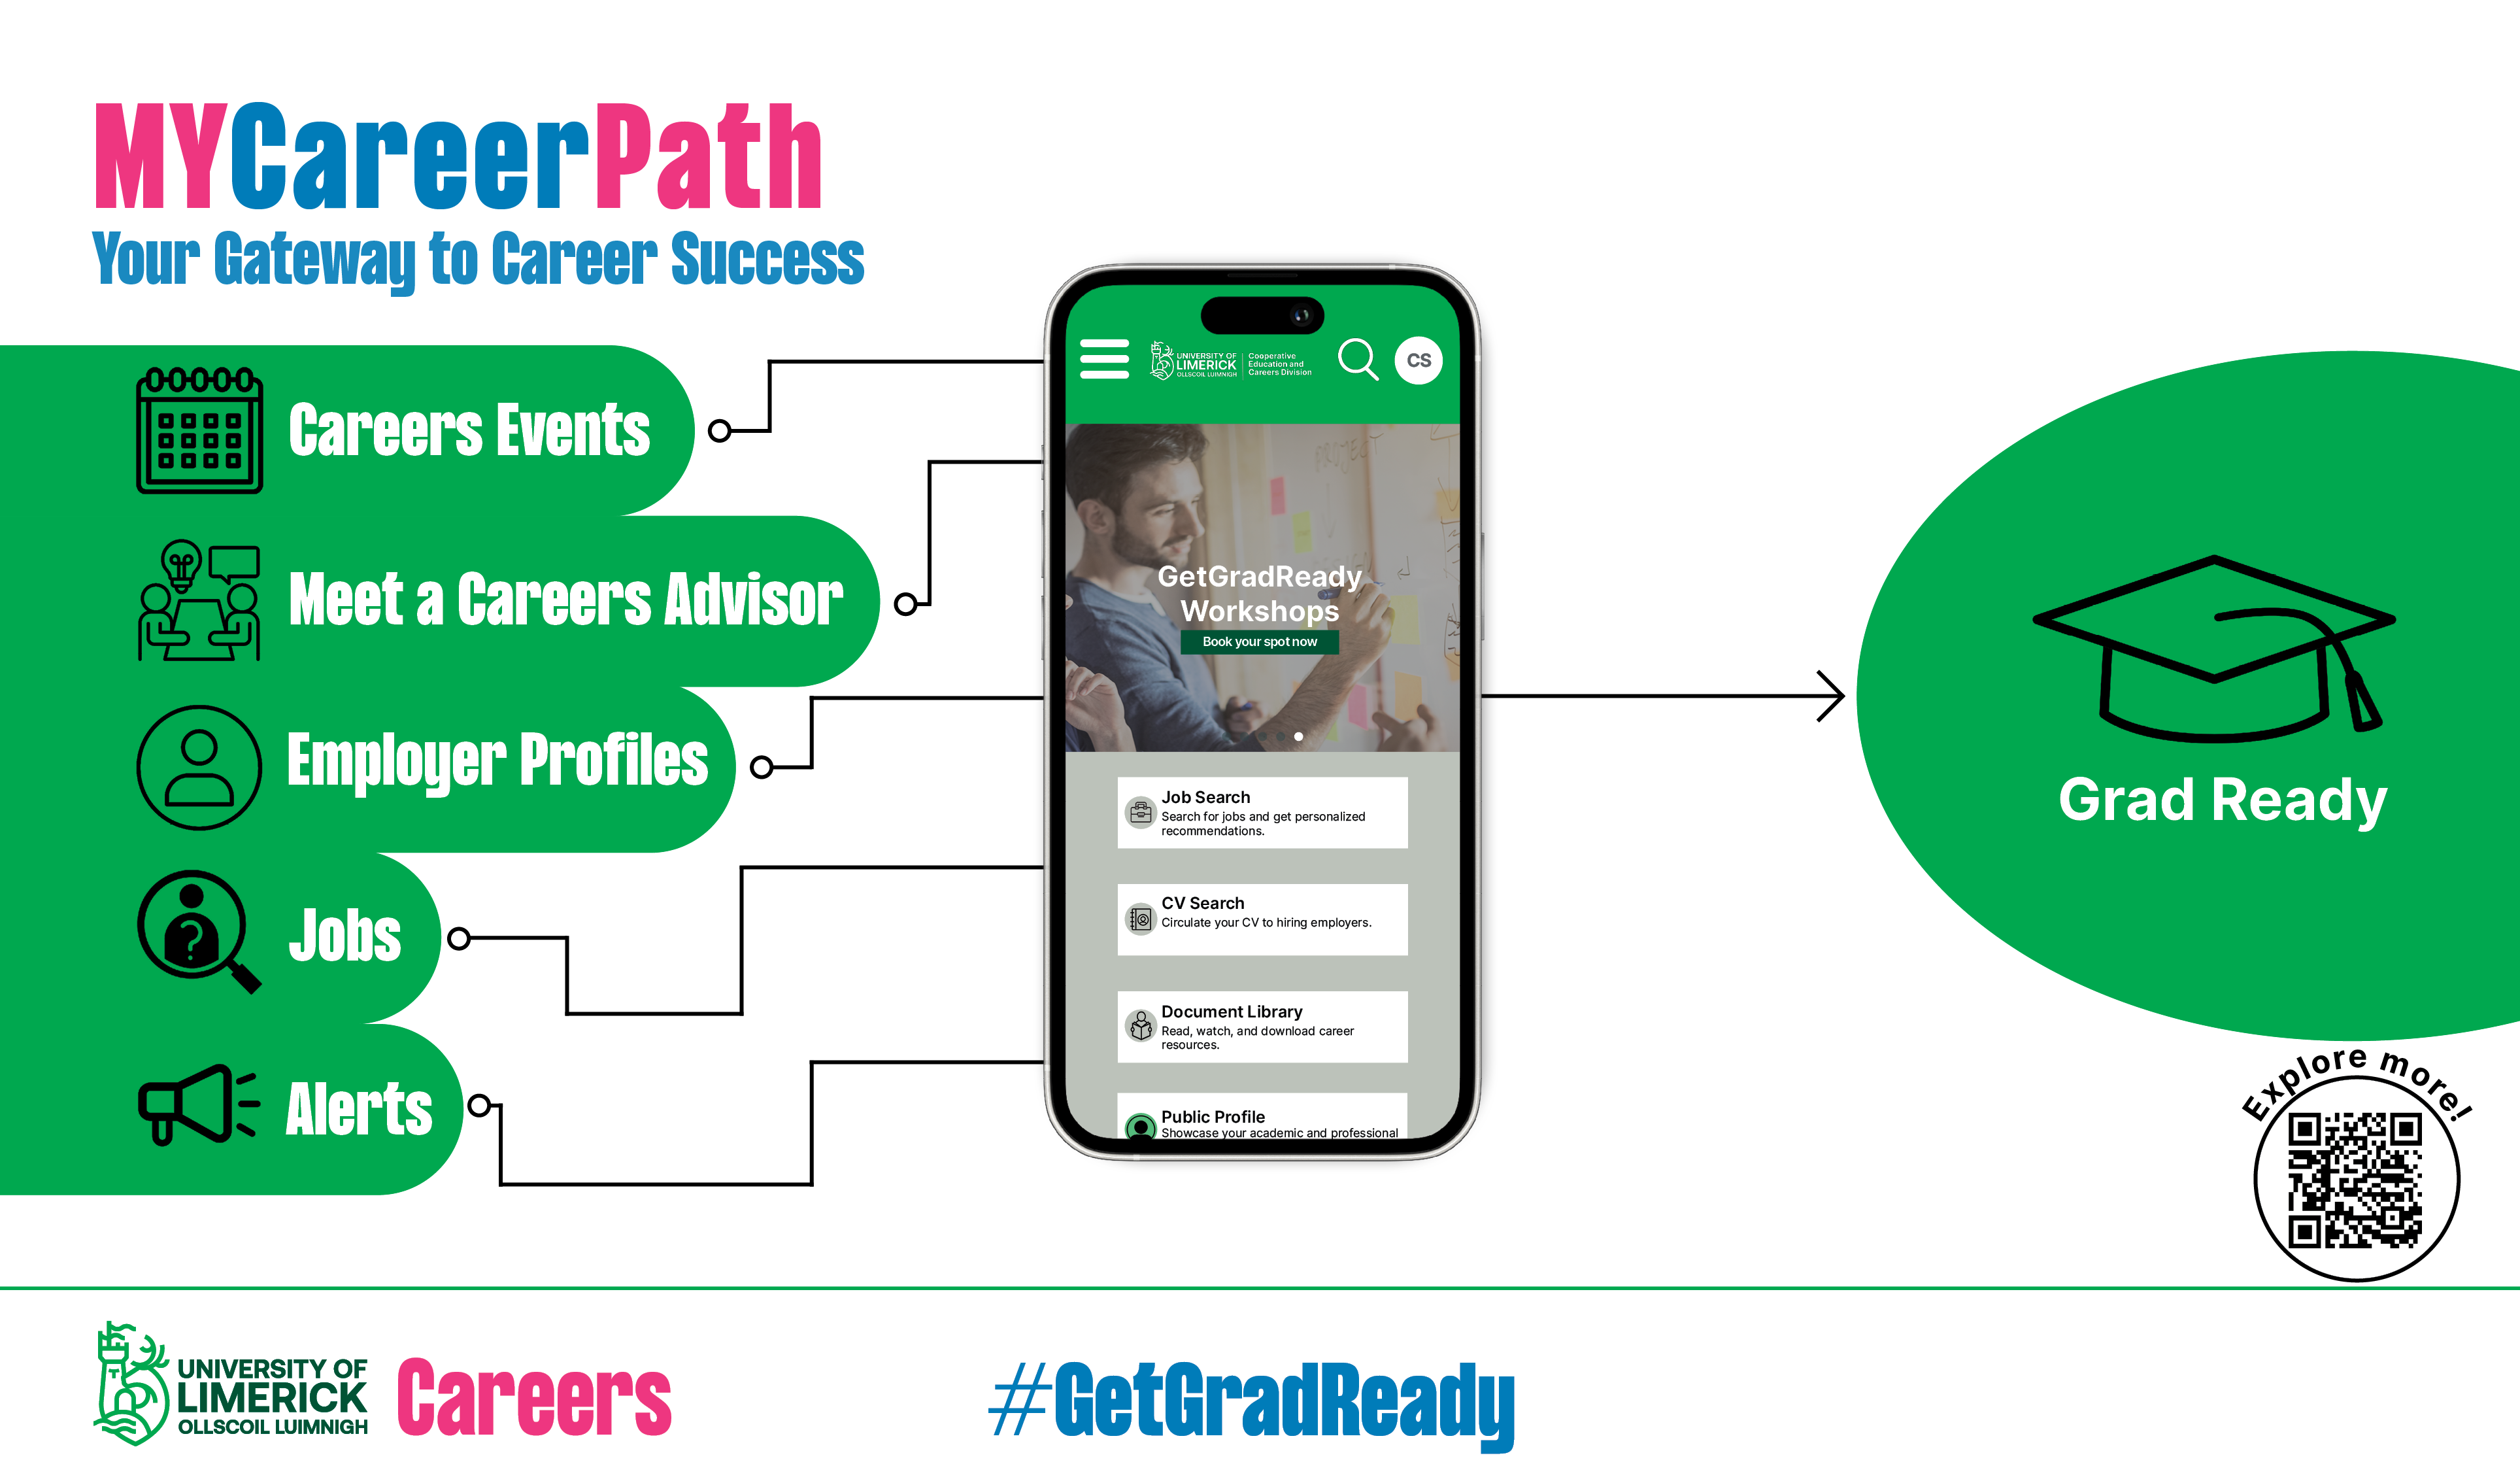 MYCareerPath
Your Gateway to Career Success
Careers Events
Meet a Careers Advisor
Employer Profiles
Jobs
Alerts
UNIVERSITY OF
LIMERICK
OLLSCOIL LUIMNIGH
Cooperative
Education and
Careers Division
CS
PROJECT
GetGradReady
Workshops
Book your spot now
Job Search
Search for jobs and get personalized
recommendations.
CV Search
Circulate your CV to hiring employers.
Document Library
Read, watch, and download career
resources.
Public Profile
Showcase your academic and professional
Grad Ready
Explore more!
UNIVERSITY OF
LIMERICK
OLLSCOIL LUIMNIGH
Careers
#GetGradReady